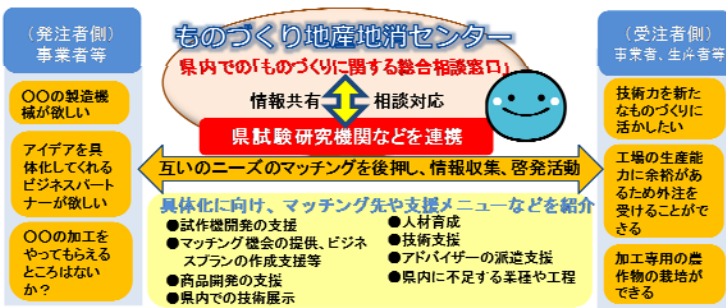 （発注者側）
事業者等
〇〇の製造機
械が欲しい
アイデアを具
体化してくれる
ビジネスパート
ナーが欲しい
〇〇の加工を
やってもらえる
ところはない
か？
ものづくり地産地消センター
県内での「ものづくりに関する総合相談窓口」
情報共有
相談対応
県試験研究機関などを連携
互いのニーズのマッチングを後押し、情報収集、啓発活動
具体化に向け、マッチング先や支援メニューなどを紹介
●試作機開発の支援
●マッチング機会の提供、ビジネ
スプランの作成支援等
●商品開発の支援
●県内での技術展示
●人材育成
●技術支援
●アドバイザーの派遣支援
●県内に不足する業種や工程
（受注者側）
事業者、生産者等
技術力を新た
なものづくりに
活かしたい
工場の生産能
力に余裕があ
るため外注を
受けることがで
きる
加工専用の農
作物の栽培が
できる